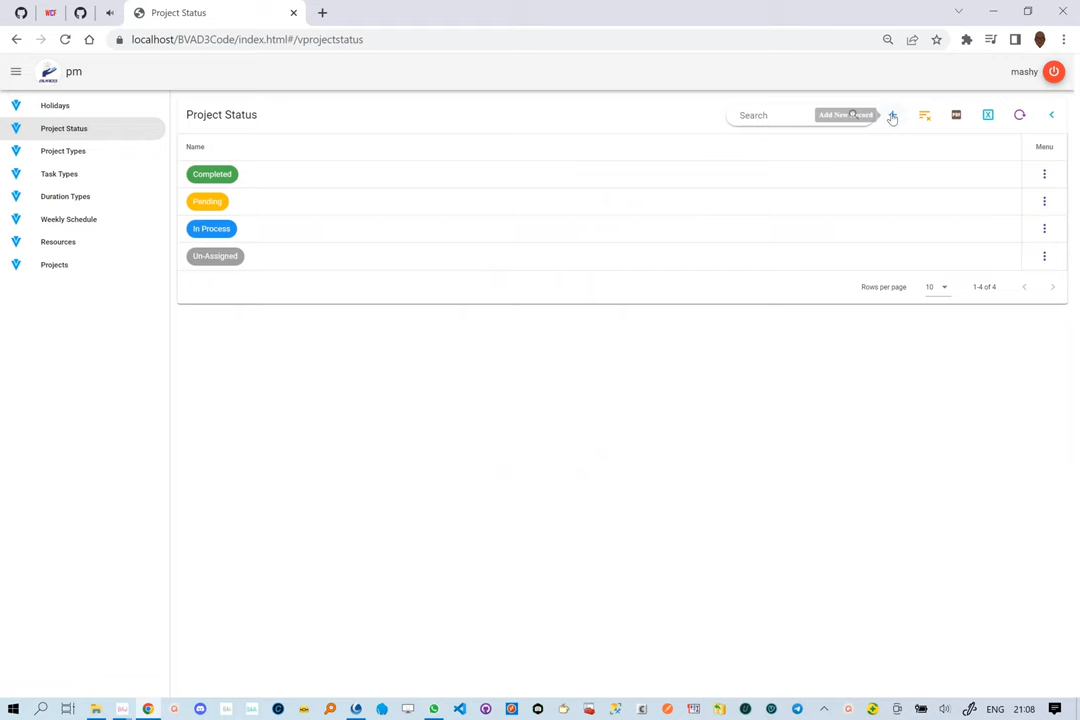 Project Status
localhost/BVAD3Code/index.html#/vprojectstatus
pm
mashy
Holidays
Project Status
Project Types
Task Types
Duration Types
Weekly Schedule
Resources
Projects
Project Status
Search
Add New Record
PDF
X
Name
Menu
Completed
Pending
In Process
Un-Assigned
Rows per page
10
1-4 of 4
ENG
21:08